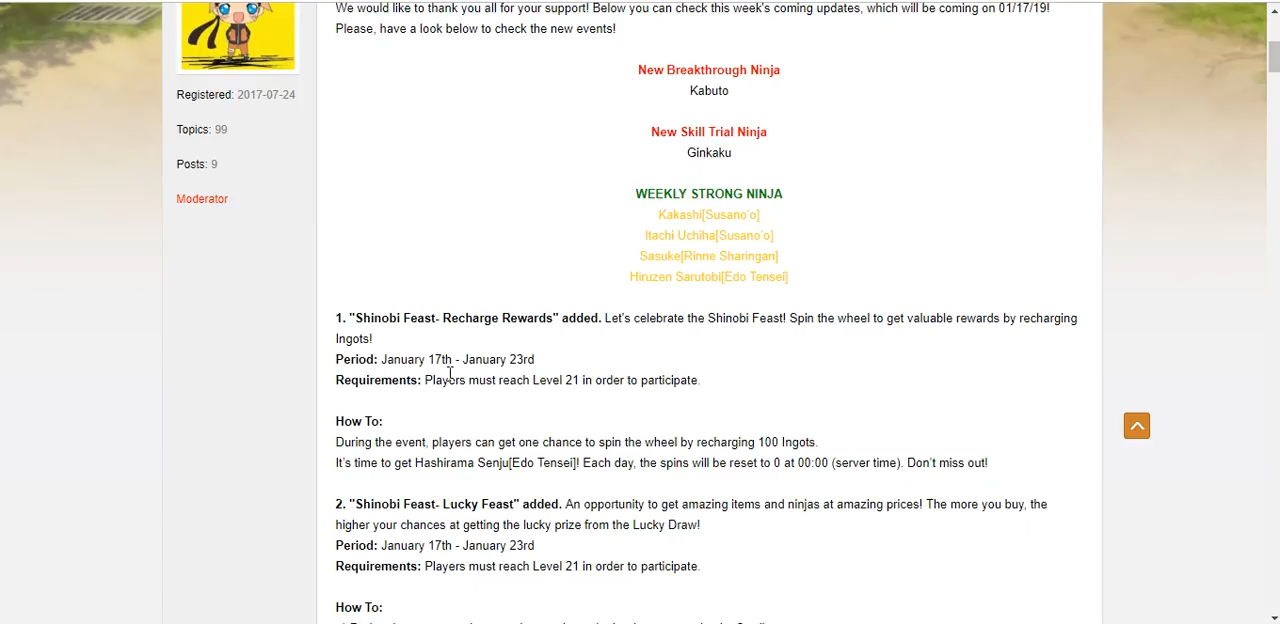 We would like to thank you all for your support! Below you can check this week's coming updates, which will be coming on 01/17/19!
Please, have a look below to check the new events!
Registered: 2017-07-24
Topics: 99
Posts: 9
Moderator
New Breakthrough Ninja
Kabuto
New Skill Trial Ninja
Ginkaku
WEEKLY STRONG NINJA
Kakashi[Susano'o]
Itachi Uchiha[Susano'o]
Sasuke[Rinne Sharingan]
Hiruzen Sarutobi[Edo Tensei]
1. "Shinobi Feast- Recharge Rewards" added. Let's celebrate the Shinobi Feast! Spin the wheel to get valuable rewards by recharging
Ingots!
Period: January 17th - January 23rd
Requirements: Players must reach Level 21 in order to participate.
How To:
During the event, players can get one chance to spin the wheel by recharging 100 Ingots.
It's time to get Hashirama Senju[Edo Tensei]! Each day, the spins will be reset to 0 at 00:00 (server time). Don't miss out!
2. "Shinobi Feast- Lucky Feast" added. An opportunity to get amazing items and ninjas at amazing prices! The more you buy, the
higher your chances at getting the lucky prize from the Lucky Draw!
Period: January 17th - January 23rd
Requirements: Players must reach Level 21 in order to participate.
How To: